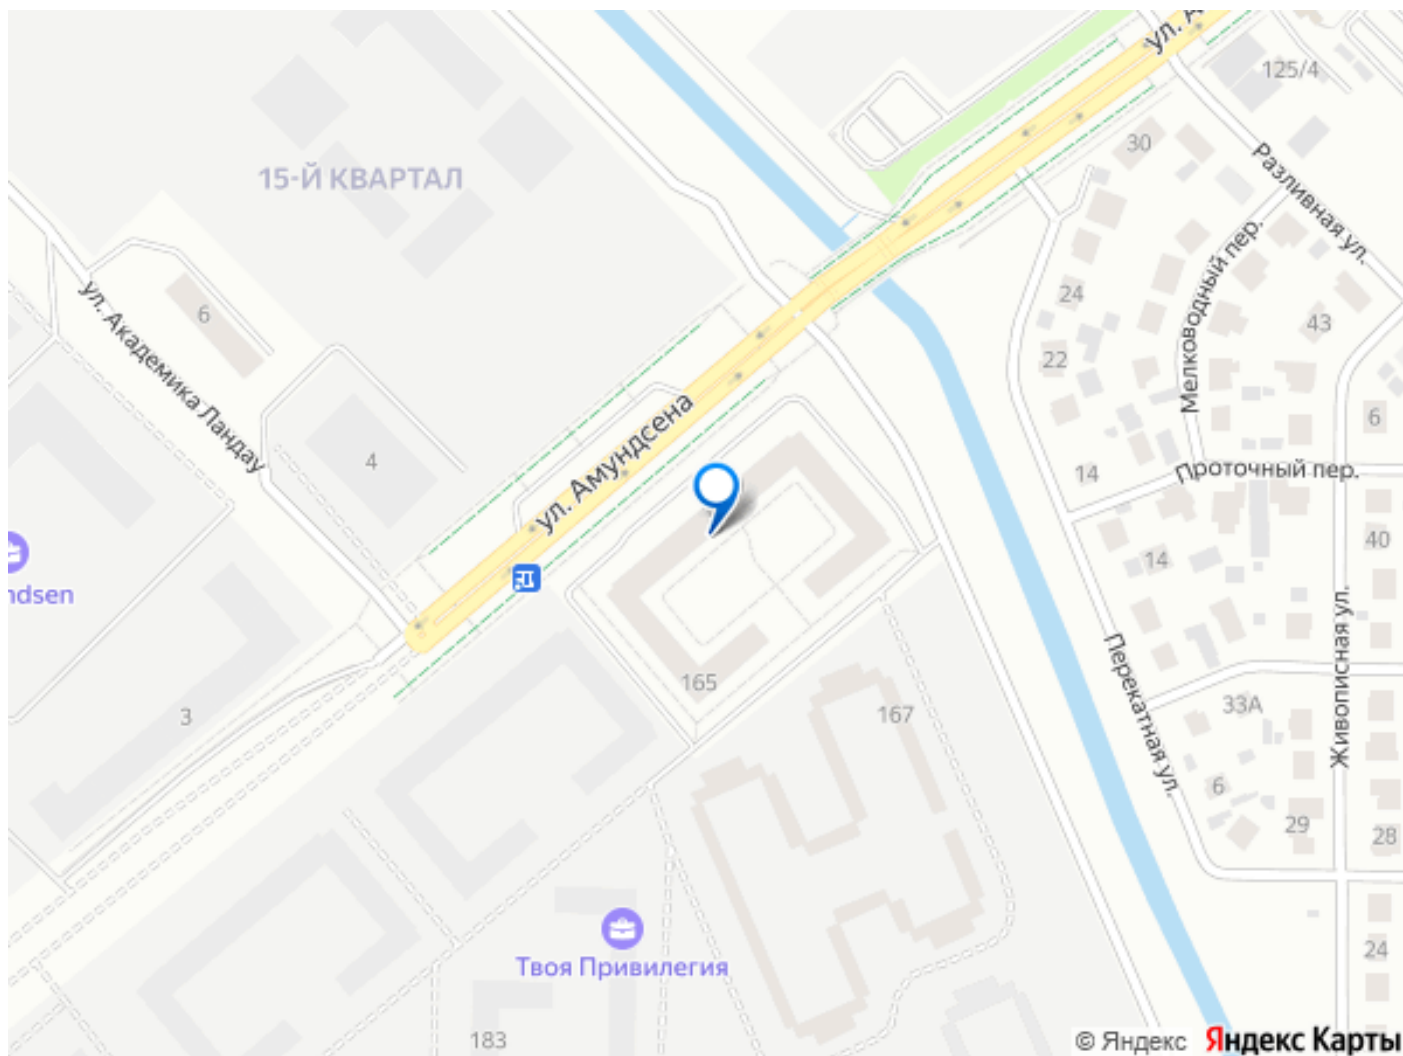 ул. А
125/4
30
Разливная ул.
15-Й КВАРТАЛ
Мелководный пер.
24
6
ул. Академика Ландау
43
22
ул. Амундсена
6
4
14
Проточный пер.
40
14
ndsen
Живописная ул.
165
167
Перекатная ул.
33А
3
6
29
28
Твоя Привилегия
24
183
© Яндекс Яндекс Карты